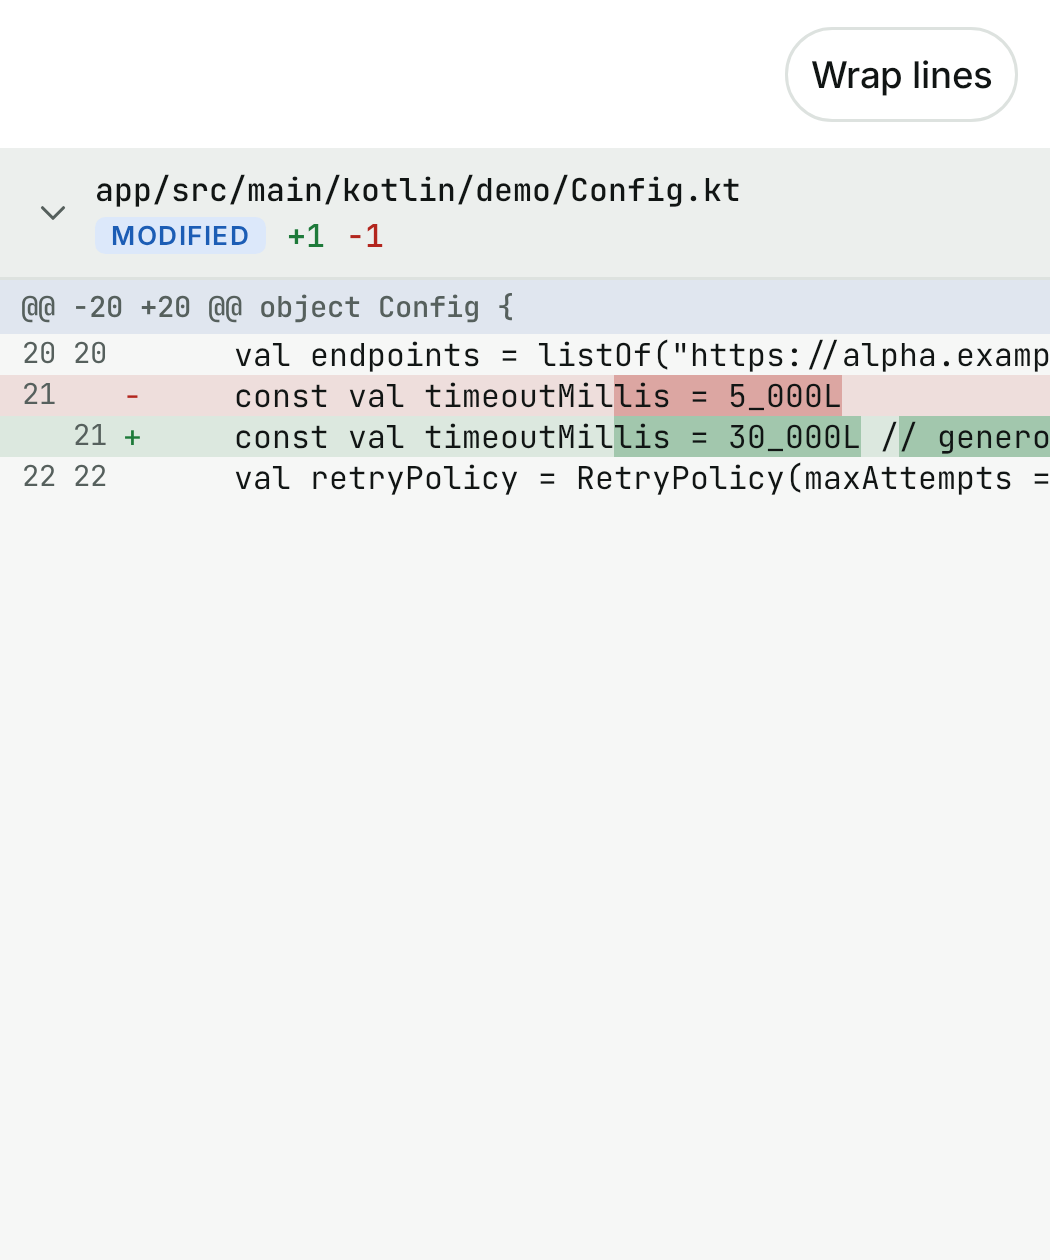 Wrap lines
app/src/main/kotlin/demo/Config.kt
MODIFIED +1 -1
@@ -20 +20 @@ object Config {
20 20 val endpoints = listOf("https://alpha.examp
21 - const val timeoutMillis = 5_000L
21 + const val timeoutMillis = 30_000L // genero
22 22 val retryPolicy = RetryPolicy(maxAttempts =